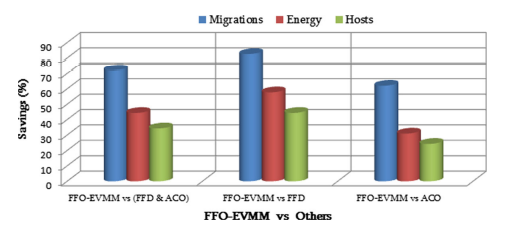 Migrations Energy Hosts
90
80
70
60
50
40
30
20
10
0
Savings (%)
FFO-EVMM vs (FFD & ACO) FFO-EVMM vs FFD FFO-EVMM vs ACO
FFO-EVMM vs Others